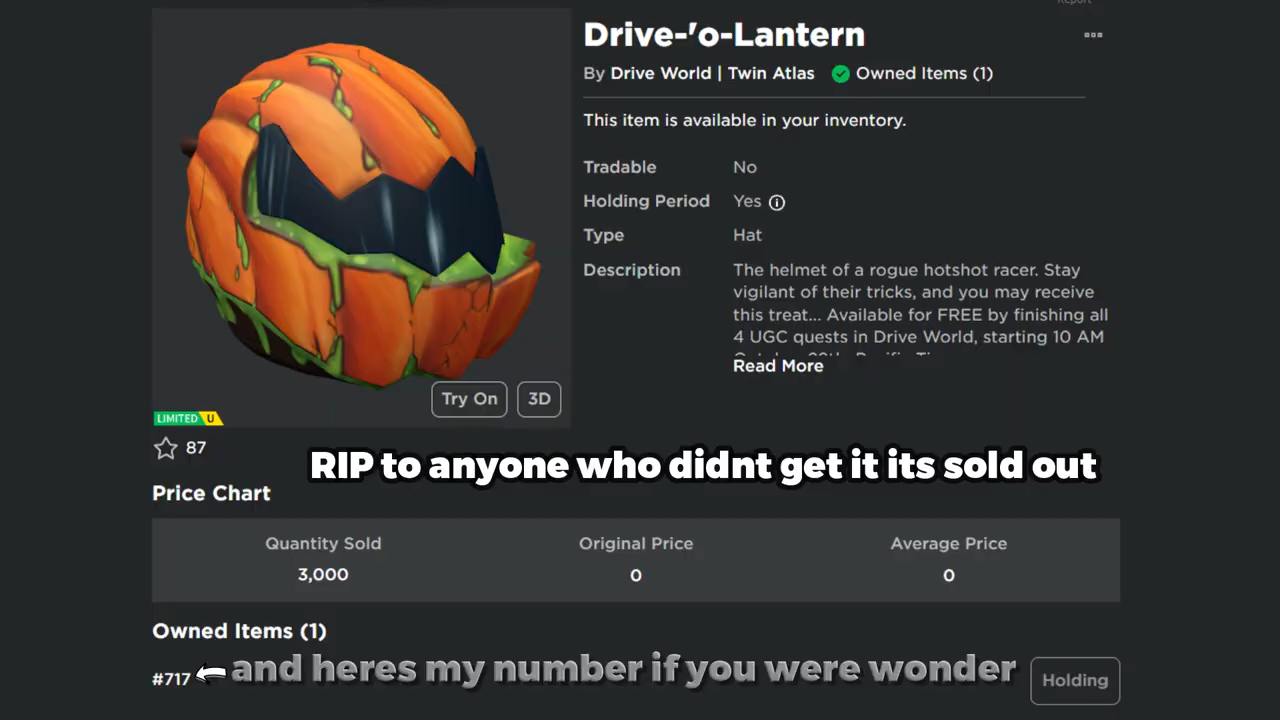 Report
Drive-'o-Lantern
By Drive World | Twin Atlas Owned Items (1)
This item is available in your inventory.
Tradable No
Holding Period Yes
Type Hat
Description The helmet of a rogue hotshot racer. Stay
vigilant of their tricks, and you may receive
this treat... Available for FREE by finishing all
4 UGC quests in Drive World, starting 10 AM
Read More
Try On 3D
LIMITED U
87
RIP to anyone who didnt get it its sold out
Price Chart
Quantity Sold Original Price Average Price
3,000 0 0
Owned Items (1)
#717 and heres my number if you were wonder
Holding